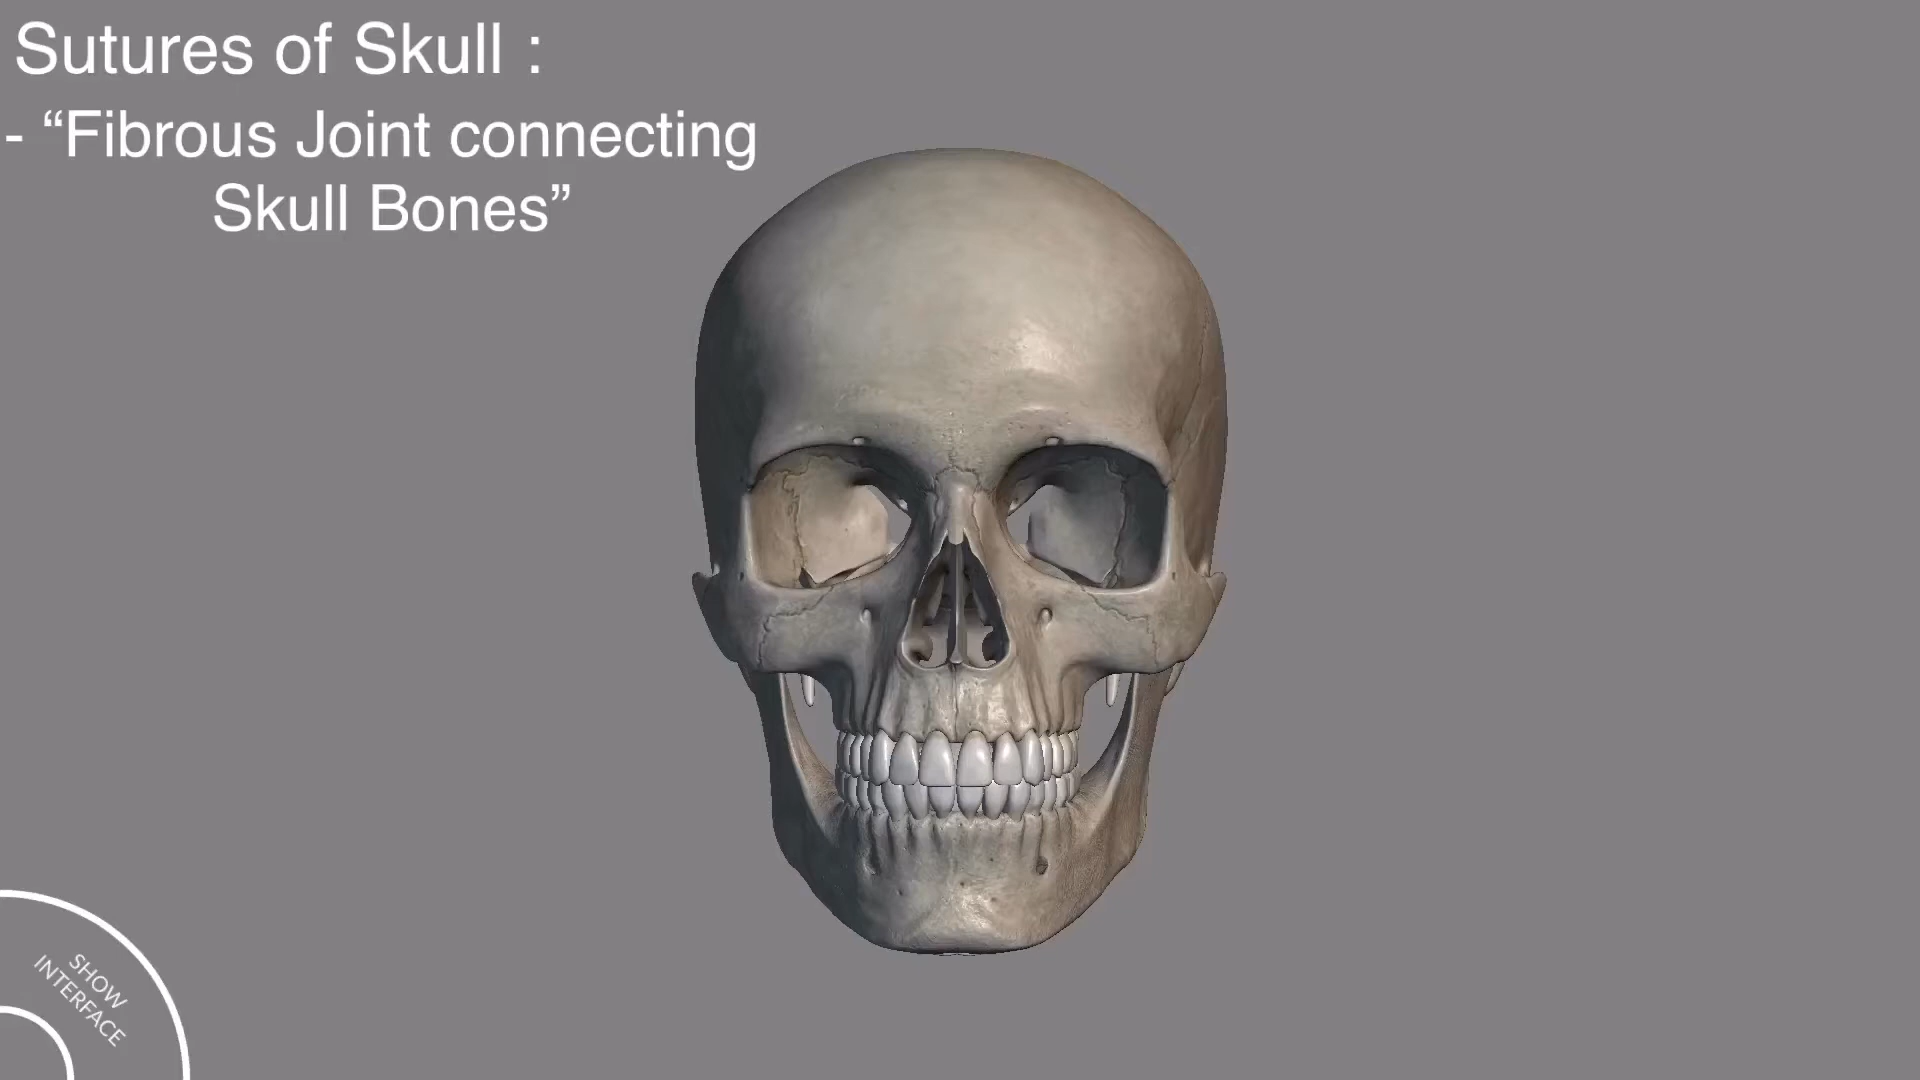 Sutures of Skull :
- “Fibrous Joint connecting
Skull Bones”
SHOW
INTERFACE